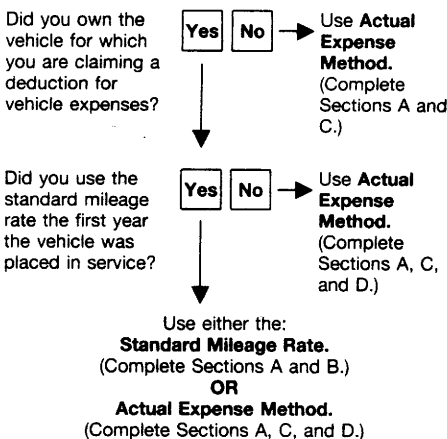 Did you own the
vehicle for which
you are claiming a
deduction for
vehicle expenses?
Yes No
Use Actual
Expense
Method.
(Complete
Sections A and
C.)
Did you use the
standard mileage
rate the first year
the vehicle was
placed in service?
Yes No
Use Actual
Expense
Method.
(Complete
Sections A, C,
and D.)
Use either the:
Standard Mileage Rate.
(Complete Sections A and B.)
OR
Actual Expense Method.
(Complete Sections A, C, and D.)